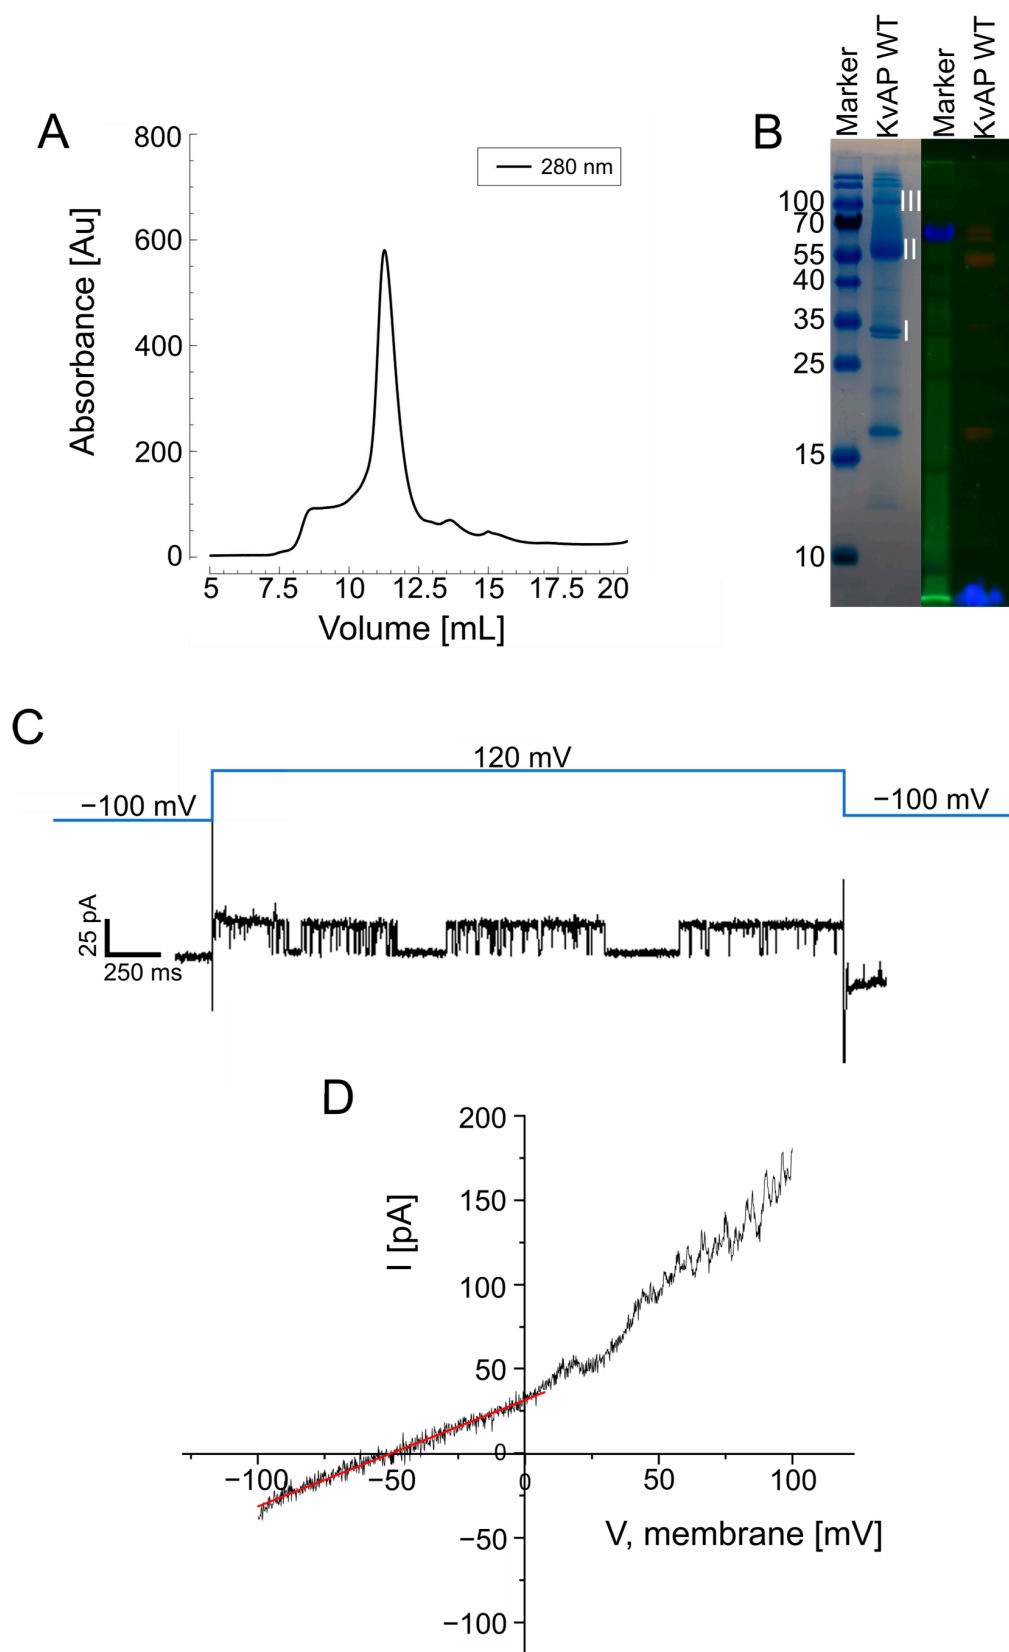 A
800
600
400
200
0
Absorbance [Au]
280 nm
5 7.5 10 12.5 15 17.5 20
Volume [mL]
B
Marker
KvAP WT
Marker
KvAP WT
100
70
55
40
35
25
15
10
III
II
I
C
−100 mV
120 mV
−100 mV
25 pA
250 ms
D
200
150
100
50
0
−50
−100
I [pA]
−100 −50 0 50 100
V, membrane [mV]